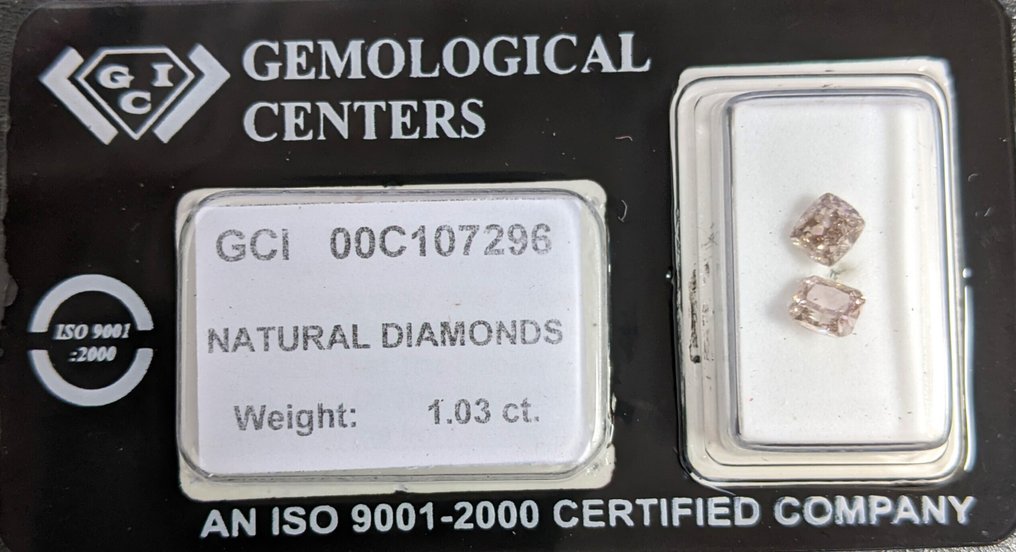 GCI
GEMOLOGICAL
CENTERS
GCI 00C107296
NATURAL DIAMONDS
Weight: 1.03 ct.
ISO 9001
:2000
AN ISO 9001-2000 CERTIFIED COMPANY